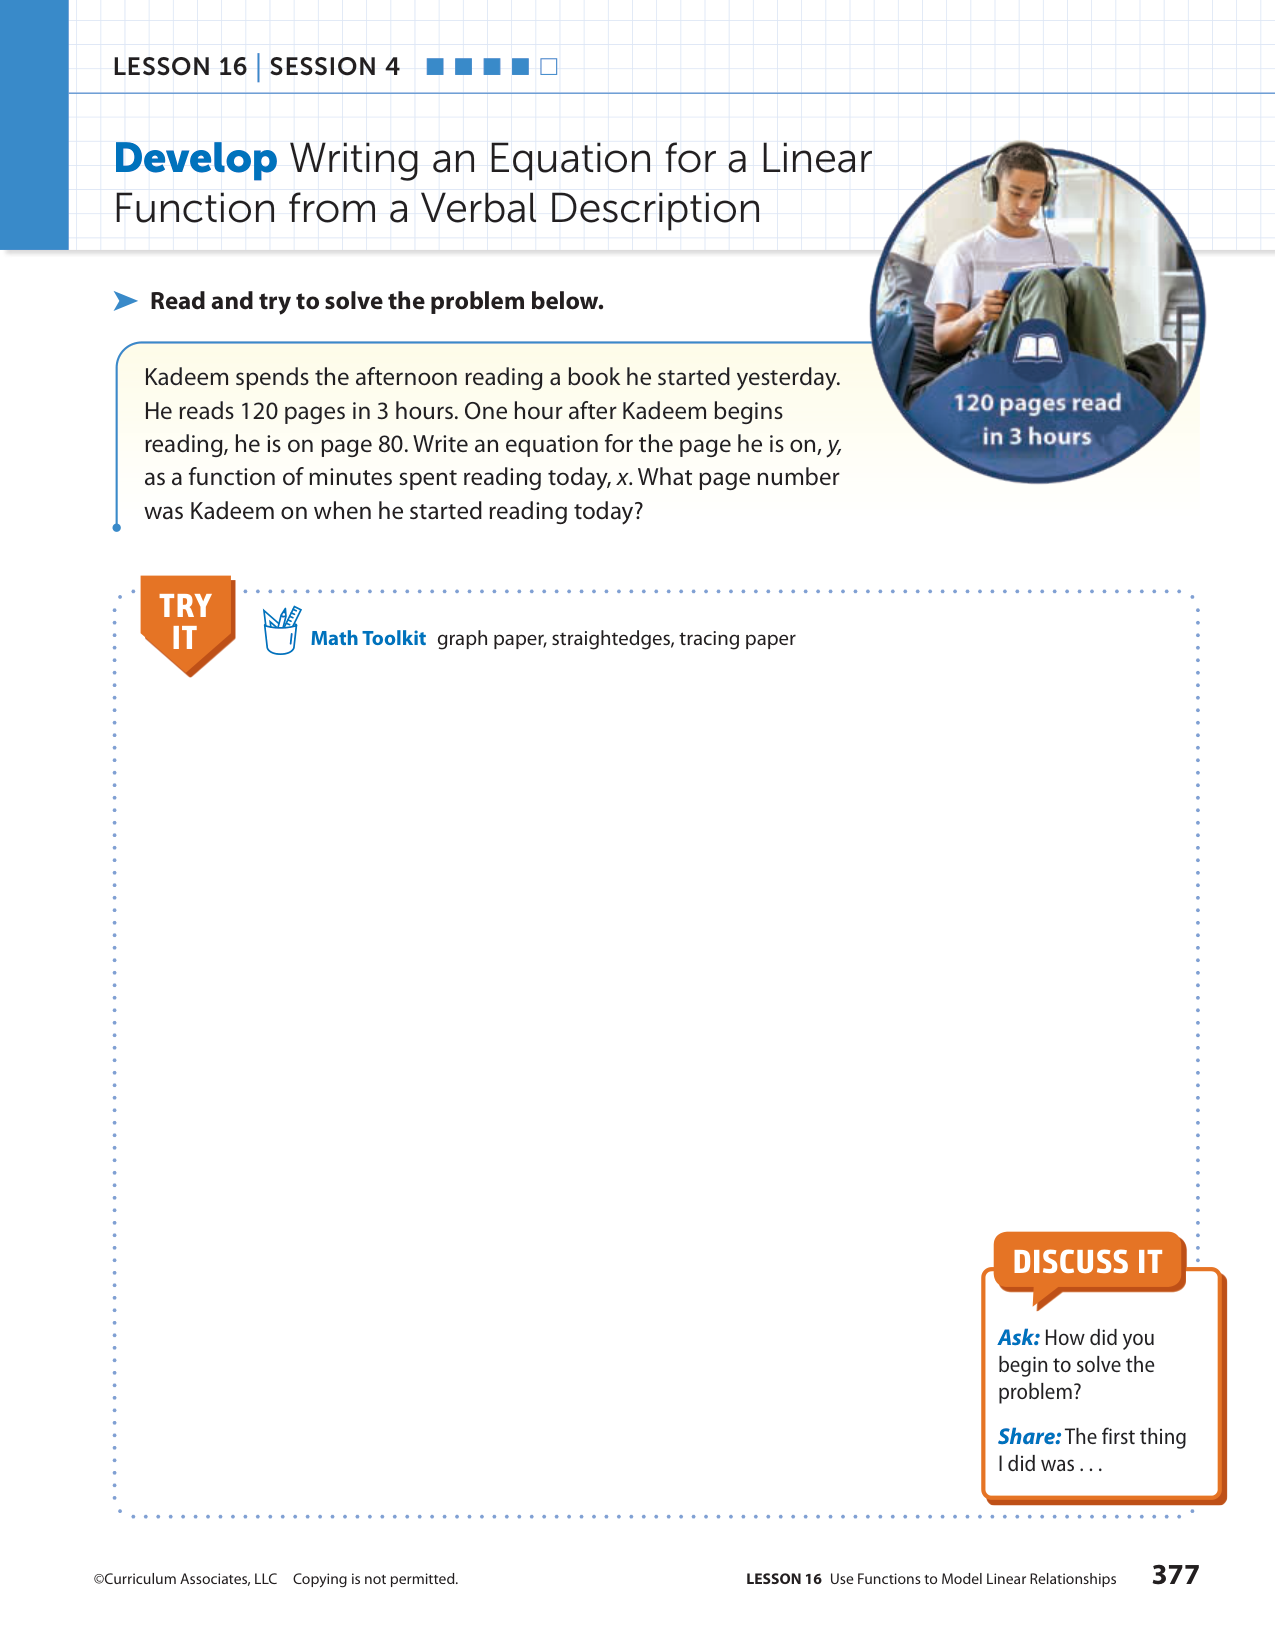 LESSON 16 | SESSION 4
Develop Writing an Equation for a Linear
Function from a Verbal Description
Read and try to solve the problem below.
Kadeem spends the afternoon reading a book he started yesterday.
He reads 120 pages in 3 hours. One hour after Kadeem begins
reading, he is on page 80. Write an equation for the page he is on, y,
as a function of minutes spent reading today, x. What page number
was Kadeem on when he started reading today?
120 pages read
in 3 hours
TRY
IT
Math Toolkit graph paper, straightedges, tracing paper
DISCUSS IT
Ask: How did you
begin to solve the
problem?
Share: The first thing
I did was . . .
©Curriculum Associates, LLC Copying is not permitted.
LESSON 16 Use Functions to Model Linear Relationships 377